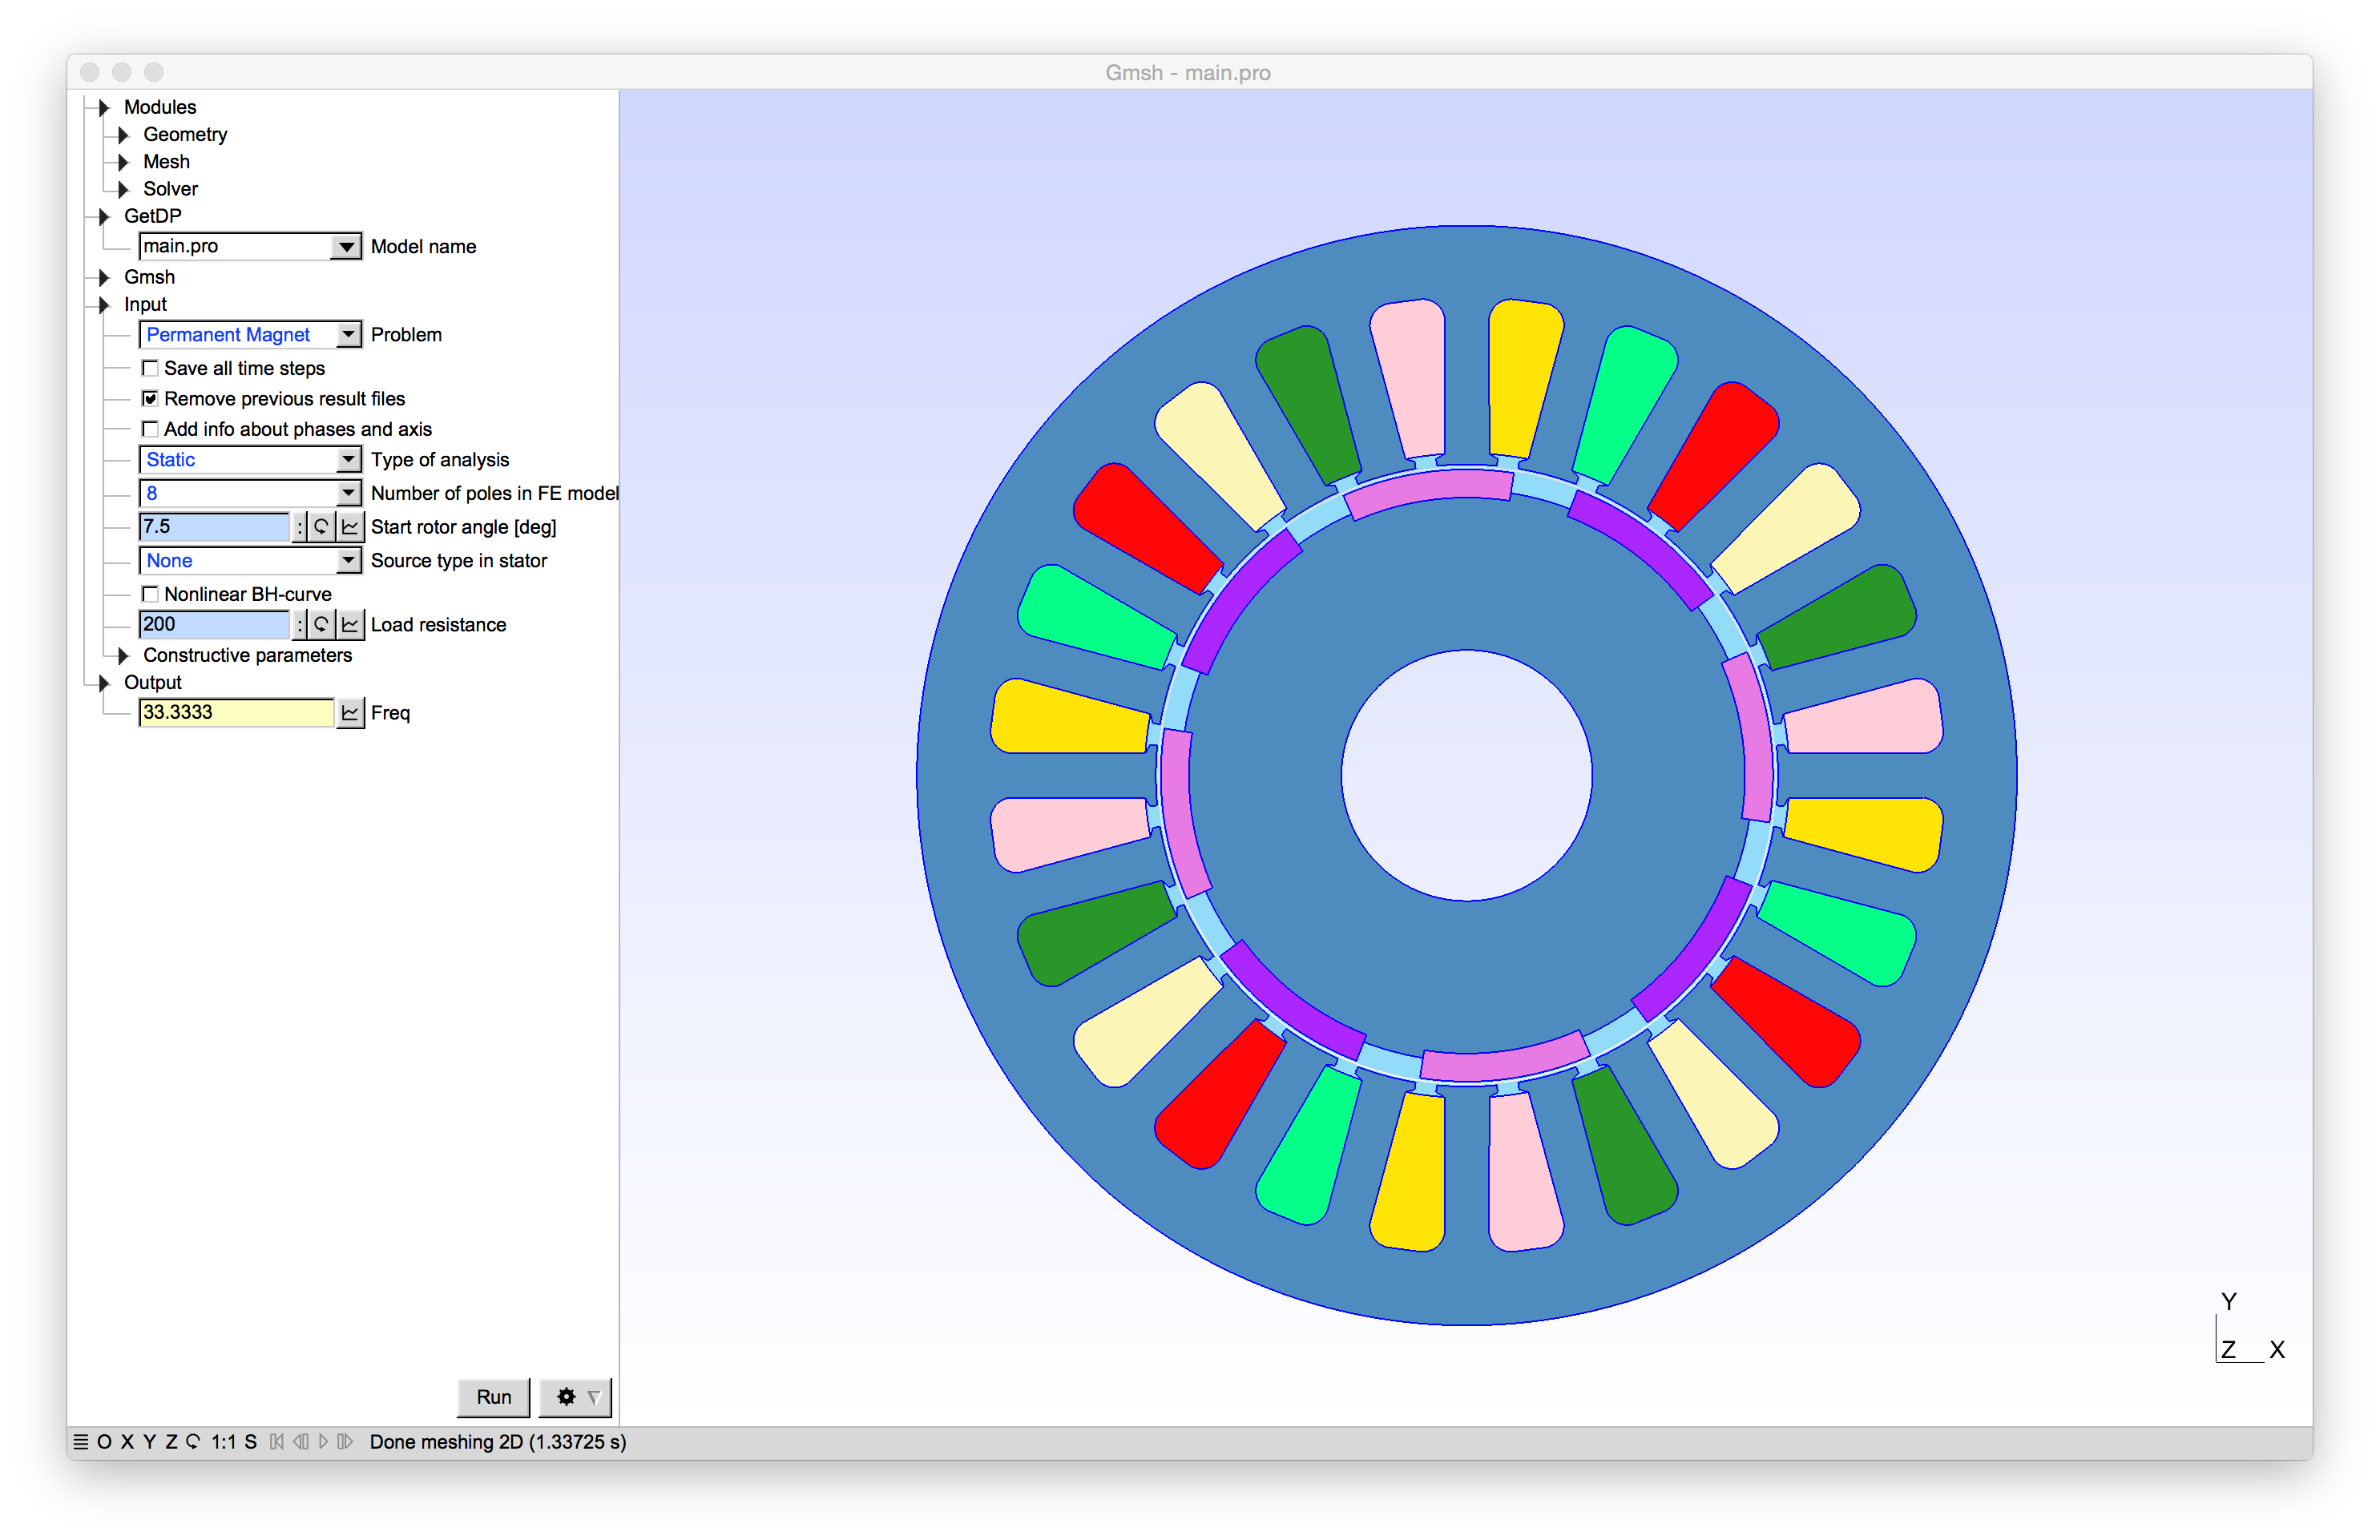 Gmsh - main.pro
Modules
Geometry
Mesh
Solver
GetDP
main.pro Model name
Gmsh
Input
Permanent Magnet Problem
Save all time steps
Remove previous result files
Add info about phases and axis
Static Type of analysis
8 Number of poles in FE model
7.5 : Start rotor angle [deg]
None Source type in stator
Nonlinear BH-curve
200 : Load resistance
Constructive parameters
Output
33.3333 Freq
Y
Z X
Run
O X Y Z 1:1 S Done meshing 2D (1.33725 s)